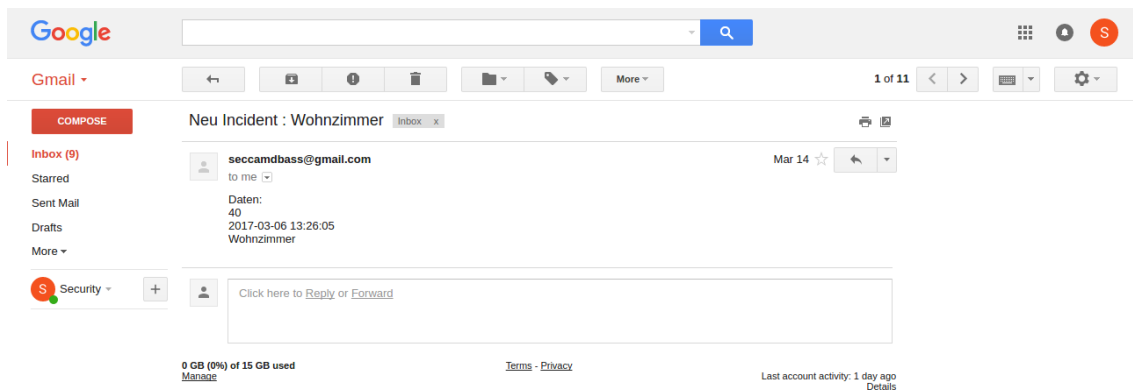 Google
S
Gmail
More
1 of 11
COMPOSE
Neu Incident : Wohnzimmer
Inbox x
Inbox (9)
Starred
Sent Mail
Drafts
More
S Security +
seccamdbass@gmail.com
Mar 14
to me
Daten:
40
2017-03-06 13:26:05
Wohnzimmer
Click here to Reply or Forward
0 GB (0%) of 15 GB used
Manage
Terms - Privacy
Last account activity: 1 day ago
Details